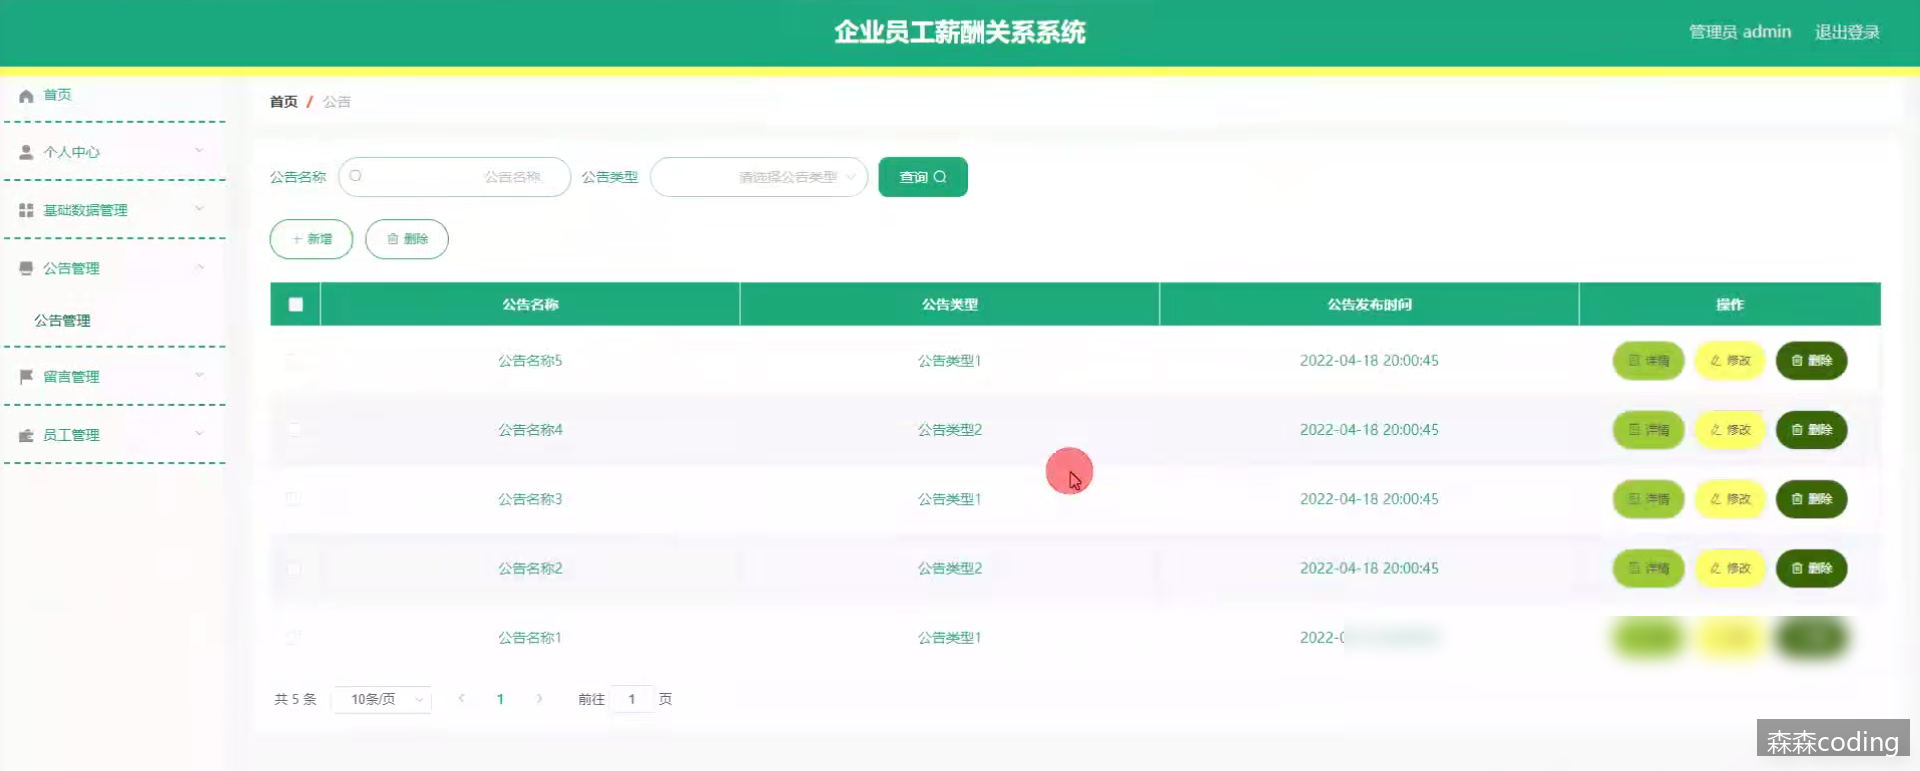 企业员工薪酬关系系统
管理员 admin 退出登录
首页
个人中心
基础数据管理
公告管理
公告管理
留言管理
员工管理
首页 / 公告
公告名称 公告名称 公告类型 请选择公告类型 查询
新增 删除
公告名称 公告类型 公告发布时间 操作
公告名称5 公告类型1 2022-04-18 20:00:45 详情 修改 删除
公告名称4 公告类型2 2022-04-18 20:00:45 详情 修改 删除
公告名称3 公告类型1 2022-04-18 20:00:45 详情 修改 删除
公告名称2 公告类型2 2022-04-18 20:00:45 详情 修改 删除
公告名称1 公告类型1 2022-
共 5 条 10条/页 1 前往 1 页
森森coding